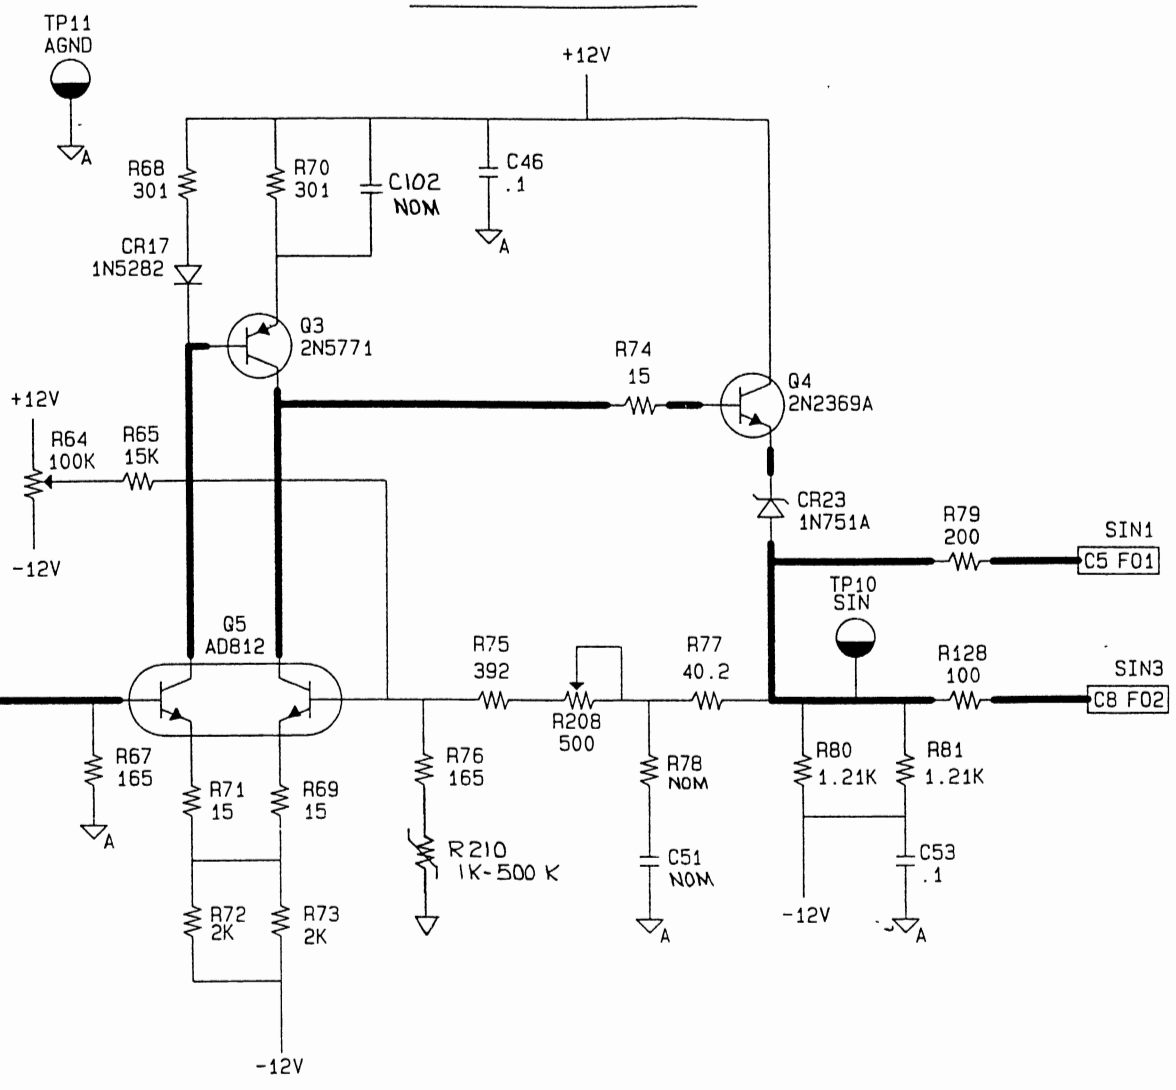 TP11
AGND
A
+12V
R68
301
R70
301
C102
NOM
C46
.1
A
CR17
1N5282
Q3
2N5771
R74
15
Q4
2N2369A
+12V
R64
100K
R65
15K
-12V
CR23
1N751A
R79
200
SIN1
C5 FO1
TP10
SIN
Q5
AD812
R75
392
R208
500
R77
40.2
R128
100
SIN3
C8 FO2
R67
165
A
R71
15
R69
15
R76
165
R78
NOM
R80
1.21K
R81
1.21K
R210
1K-500 K
C51
NOM
A
C53
.1
-12V
A
R72
2K
R73
2K
-12V